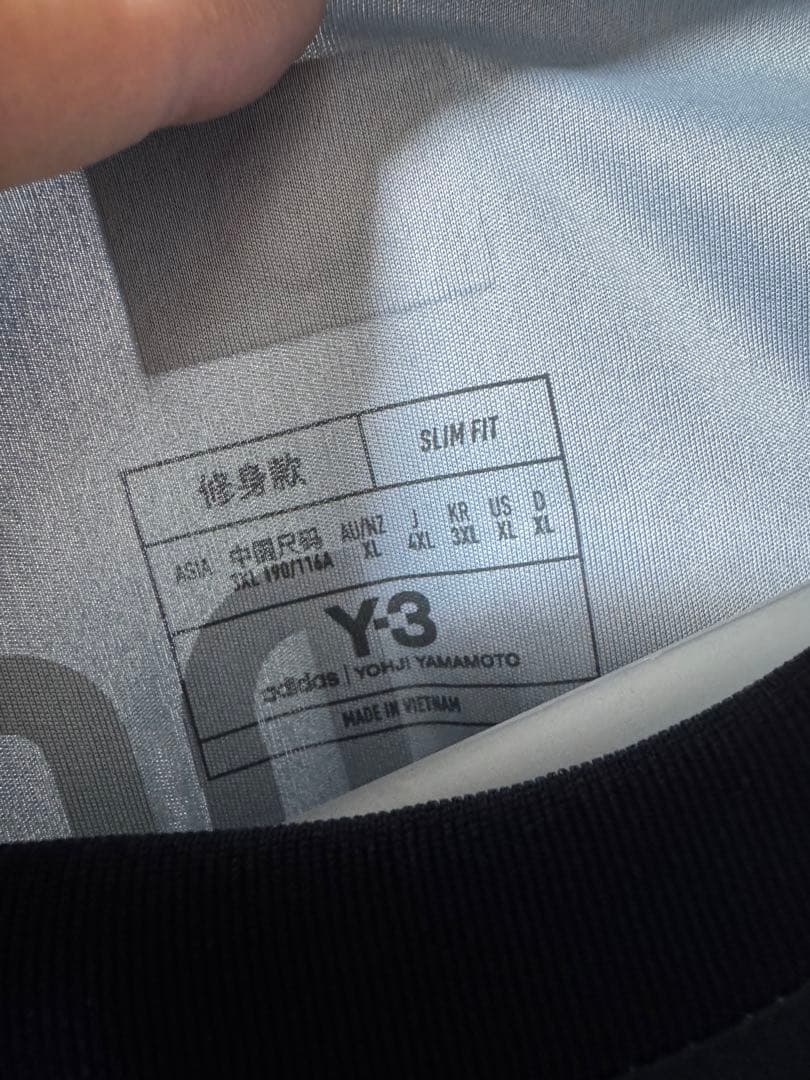 修身款 SLIM FIT
ASIA 中国尺码 AU/NZ J KR US D
3XL 190/116A XL 4XL 3XL XL XL
Y-3
adidas | YOHJI YAMAMOTO
MADE IN VIETNAM